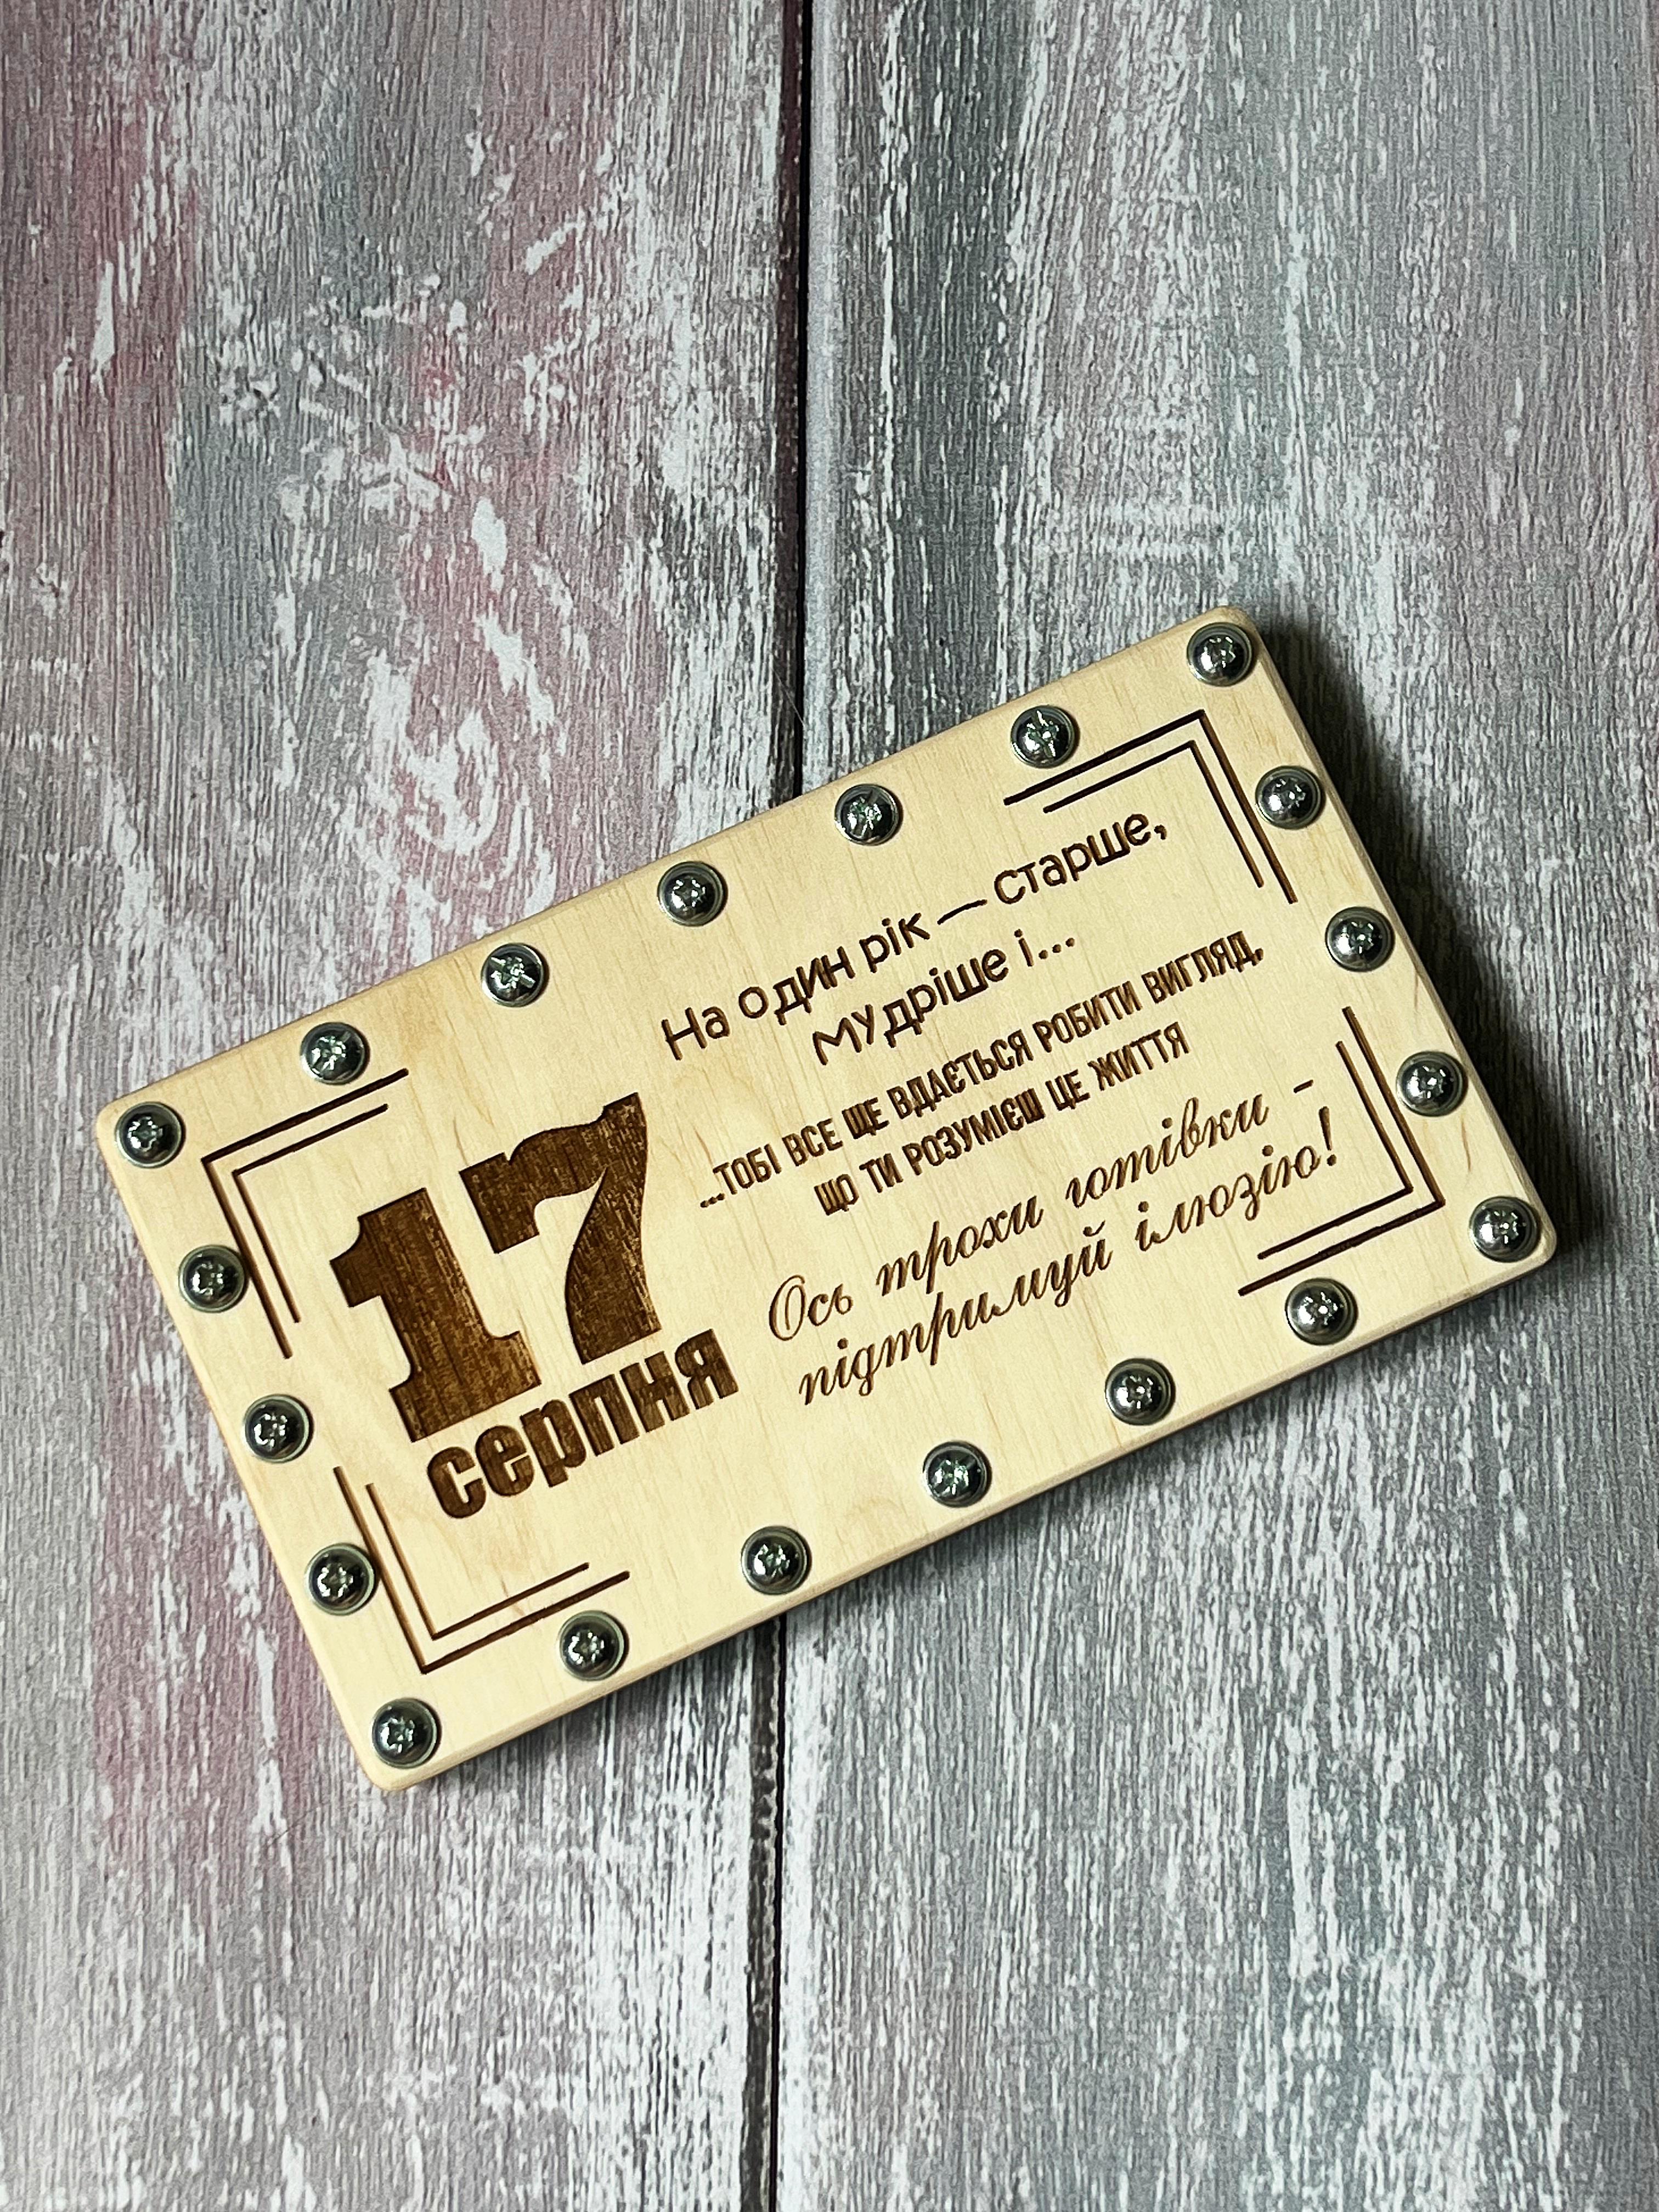 17
серпня
На один рік — старше,
мудріше і...
...ТОБІ ВСЕ ЩЕ ВДАЄТЬСЯ РОБИТИ ВИГЛЯД,
ЩО ТИ РОЗУМІЄШ ЦЕ ЖИТТЯ
Ось трохи готівки -
підтримуй ілюзію!